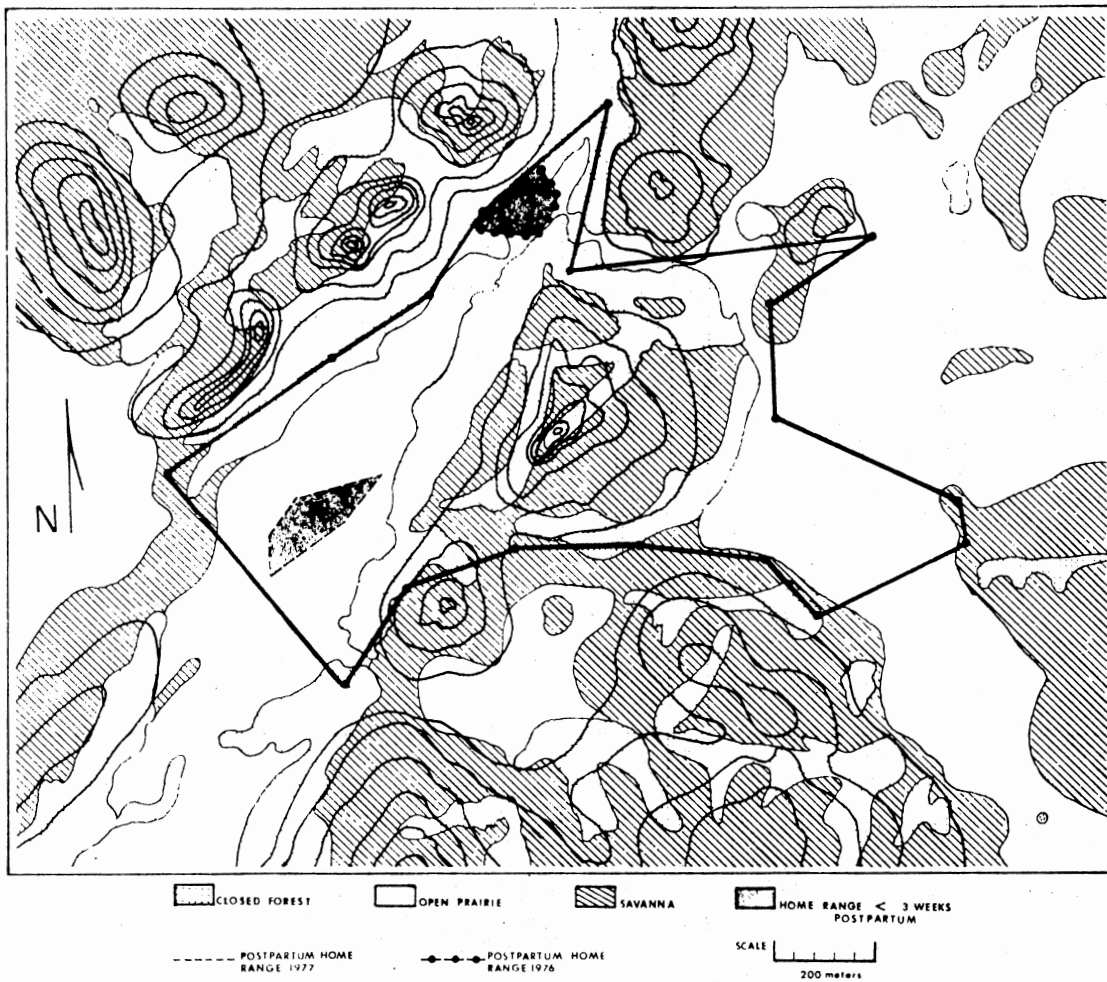 N
CLOSED FOREST
OPEN PRAIRIE
SAVANNA
HOME RANGE < 3 WEEKS
POSTPARTUM
POSTPARTUM HOME
RANGE 1977
POSTPARTUM HOME
RANGE 1976
SCALE
200 meters